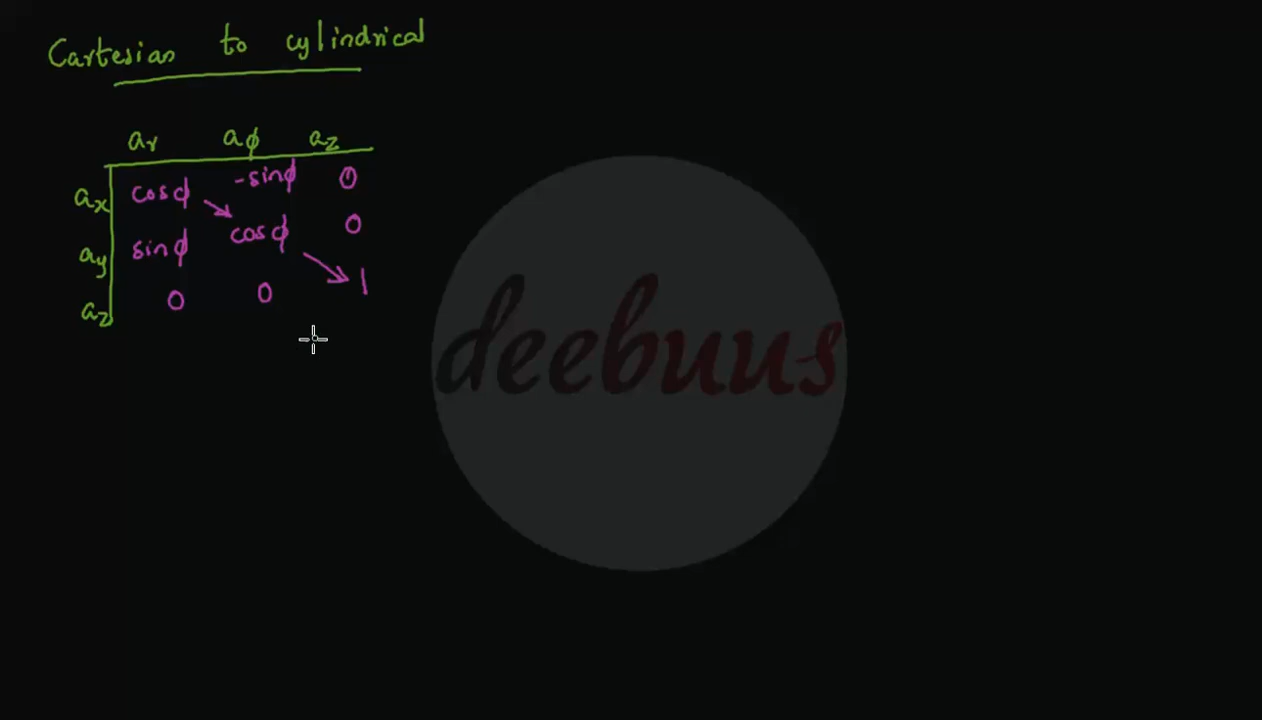 Cartesian to cylindrical
ar aϕ az
ax cosϕ -sinϕ 0
ay sinϕ cosϕ 0
az 0 0 1
deebuus